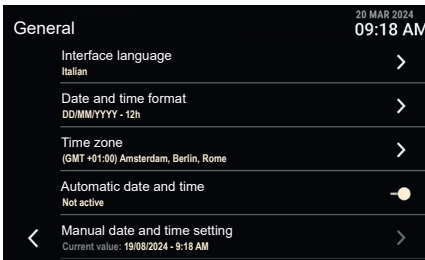 General
20 MAR 2024
09:18 AM
Interface language
Italian
Date and time format
DD/MM/YYYY - 12h
Time zone
(GMT +01:00) Amsterdam, Berlin, Rome
Automatic date and time
Not active
Manual date and time setting
Current value: 19/08/2024 - 9:18 AM